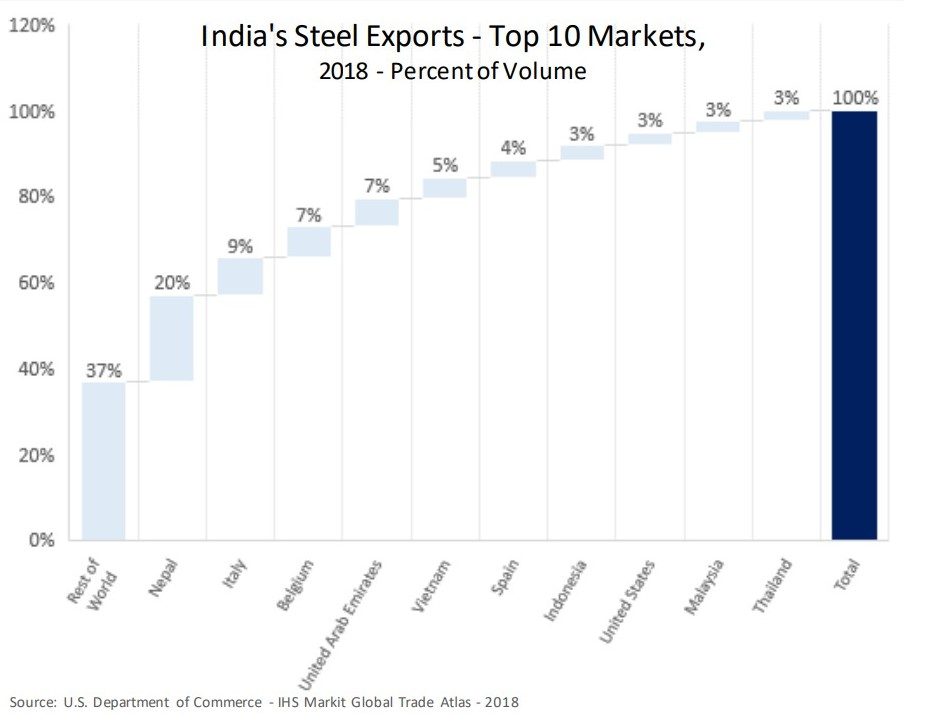 India's Steel Exports - Top 10 Markets,
2018 - Percent of Volume
120%
100%
80%
60%
40%
20%
0%
37%
20%
9%
7%
7%
5%
4%
3%
3%
3%
3%
100%
Rest of
World
Nepal
Italy
Belgium
United Arab Emirates
Vietnam
Spain
Indonesia
United States
Malaysia
Thailand
Total
Source: U.S. Department of Commerce - IHS Markit Global Trade Atlas - 2018